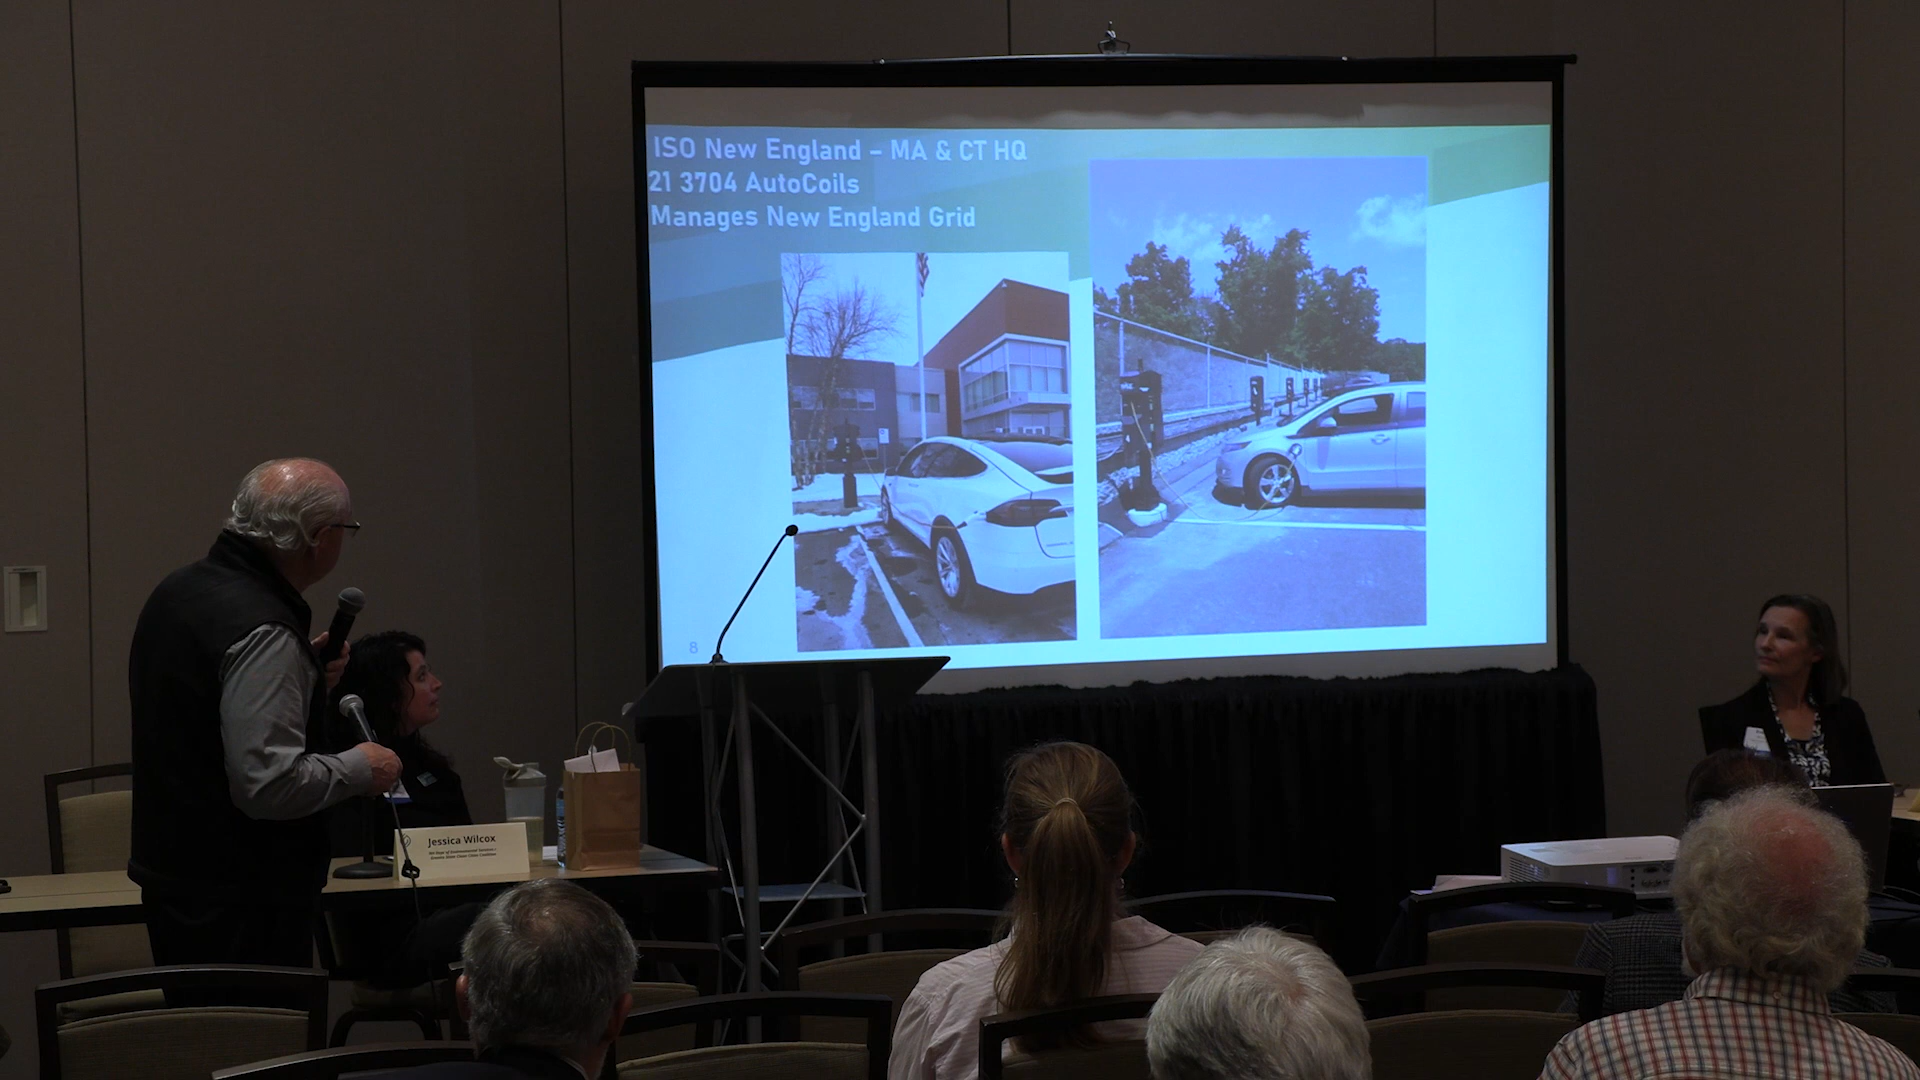 ISO New England – MA & CT HQ
21 3704 AutoCoils
Manages New England Grid
8
Jessica Wilcox